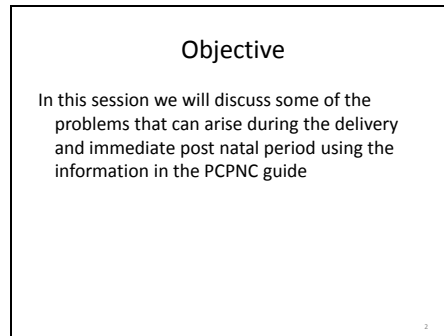 Objective
In this session we will discuss some of the
problems that can arise during the delivery
and immediate post natal period using the
information in the PCPNC guide
2